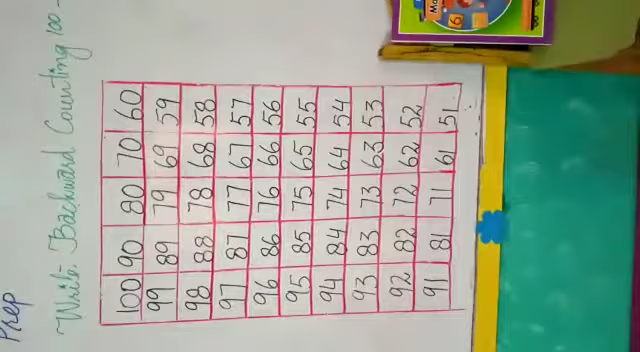 Prep
Write Backward Counting 100-
100 90 80 70 60
99 89 79 69 59
98 88 78 68 58
97 87 77 67 57
96 86 76 66 56
95 85 75 65 55
94 84 74 64 54
93 83 73 63 53
92 82 72 62 52
91 81 71 61 51